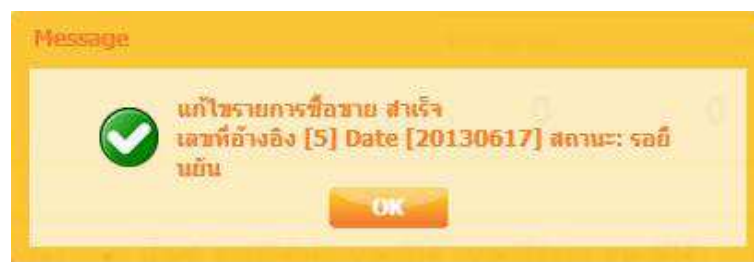 Message
แก้ไขรายการซื้อขาย สำเร็จ
เลขที่อ้างอิง [5] Date [20130617] สถานะ: รอยื
นยัน
OK